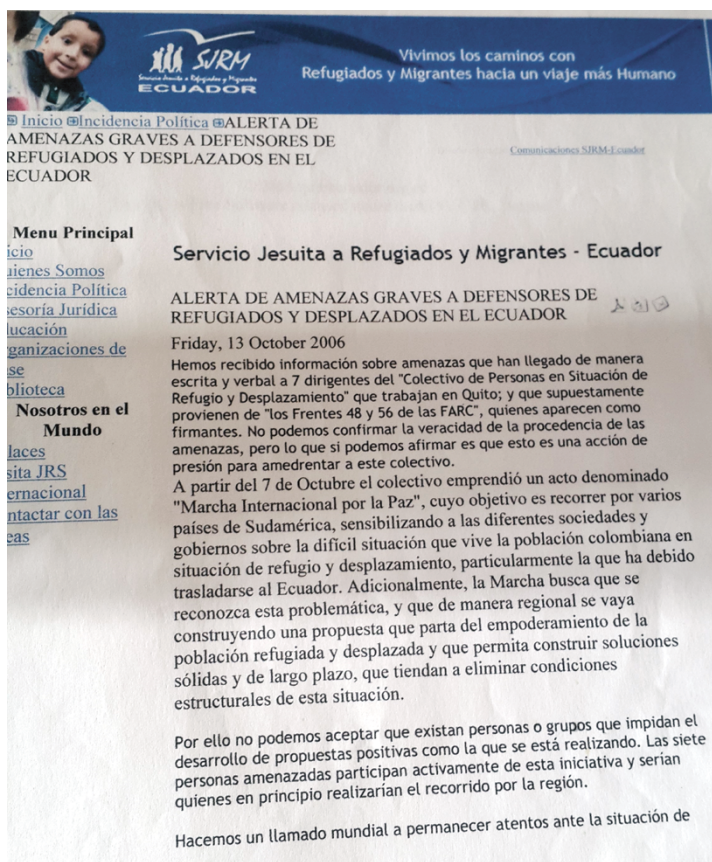 SJRM
Servicio Jesuita a Refugiados y Migrantes
ECUADOR
Vivimos los caminos con
Refugiados y Migrantes hacia un viaje más Humano
Inicio Incidencia Política ALERTA DE
AMENAZAS GRAVES A DEFENSORES DE
REFUGIADOS Y DESPLAZADOS EN EL
ECUADOR
Comunicaciones SJRM-Ecuador
Menu Principal
icio
uienes Somos
cidencia Política
sesoría Jurídica
ucación
ganizaciones de
se
blioteca
Nosotros en el
Mundo
laces
sita JRS
ernacional
ntactar con las
eas
Servicio Jesuita a Refugiados y Migrantes - Ecuador
ALERTA DE AMENAZAS GRAVES A DEFENSORES DE
REFUGIADOS Y DESPLAZADOS EN EL ECUADOR
Friday, 13 October 2006
Hemos recibido información sobre amenazas que han llegado de manera
escrita y verbal a 7 dirigentes del "Colectivo de Personas en Situación de
Refugio y Desplazamiento" que trabajan en Quito; y que supuestamente
provienen de "los Frentes 48 y 56 de las FARC", quienes aparecen como
firmantes. No podemos confirmar la veracidad de la procedencia de las
amenazas, pero lo que si podemos afirmar es que esto es una acción de
presión para amedrentar a este colectivo.
A partir del 7 de Octubre el colectivo emprendió un acto denominado
"Marcha Internacional por la Paz", cuyo objetivo es recorrer por varios
países de Sudamérica, sensibilizando a las diferentes sociedades y
gobiernos sobre la difícil situación que vive la población colombiana en
situación de refugio y desplazamiento, particularmente la que ha debido
trasladarse al Ecuador. Adicionalmente, la Marcha busca que se
reconozca esta problemática, y que de manera regional se vaya
construyendo una propuesta que parta del empoderamiento de la
población refugiada y desplazada y que permita construir soluciones
sólidas y de largo plazo, que tiendan a eliminar condiciones
estructurales de esta situación.
Por ello no podemos aceptar que existan personas o grupos que impidan el
desarrollo de propuestas positivas como la que se está realizando. Las siete
personas amenazadas participan activamente de esta iniciativa y serían
quienes en principio realizarían el recorrido por la región.
Hacemos un llamado mundial a permanecer atentos ante la situación de